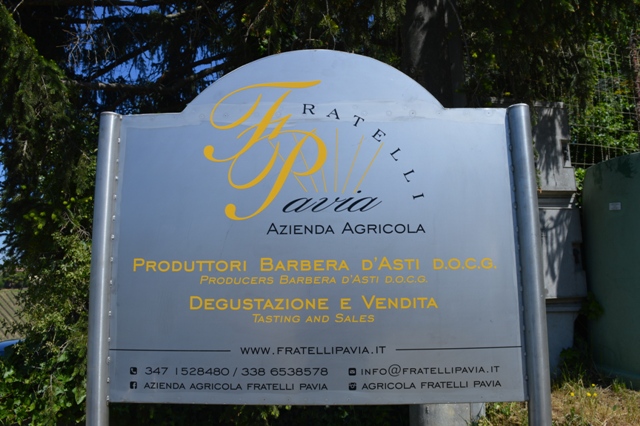 Fratelli
Pavia
Azienda Agricola
Produttori Barbera d'Asti D.O.C.G.
Producers Barbera d'Asti D.O.C.G.
Degustazione e Vendita
Tasting and Sales
www.fratellipavia.it
347 1528480 / 338 6538578
info@fratellipavia.it
Azienda Agricola Fratelli Pavia
Agricola Fratelli Pavia